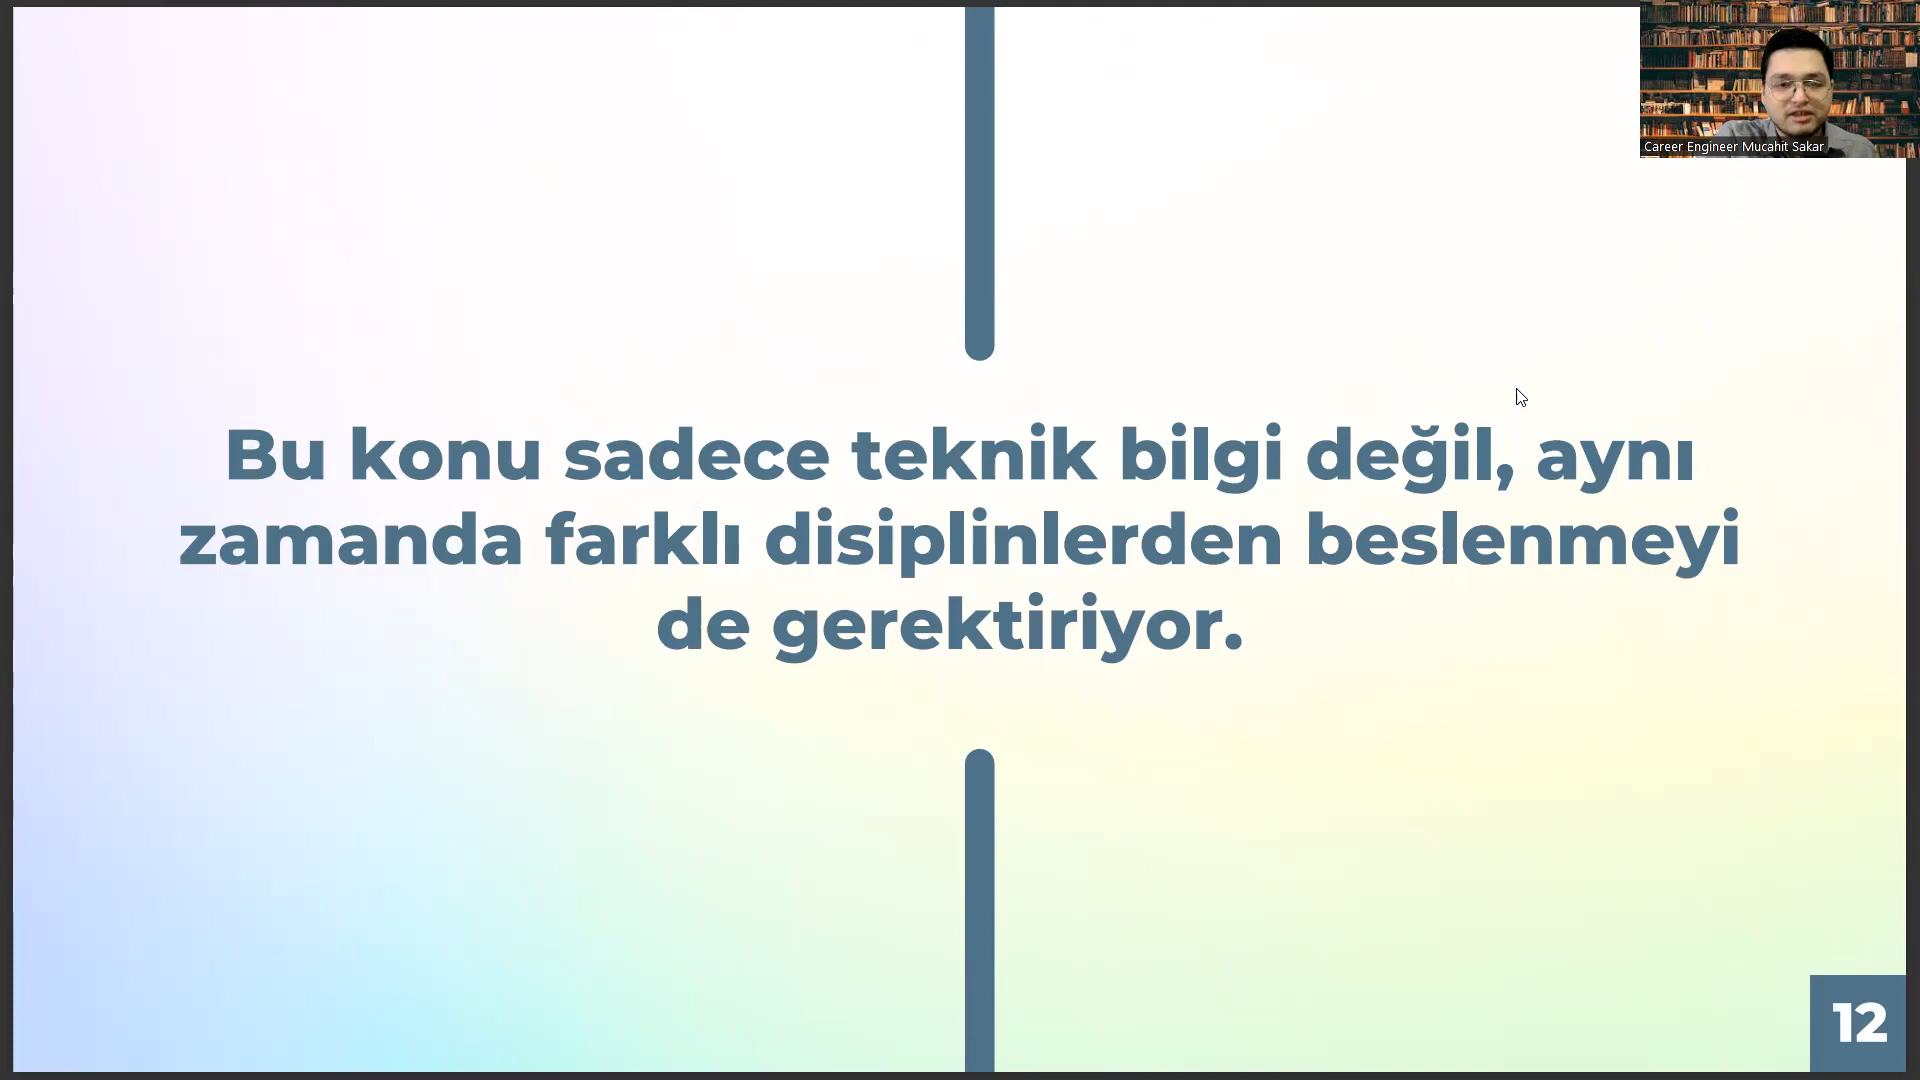 Career Engineer Mucahit Sakar
Bu konu sadece teknik bilgi değil, aynı
zamanda farklı disiplinlerden beslenmeyi
de gerektiriyor.
12